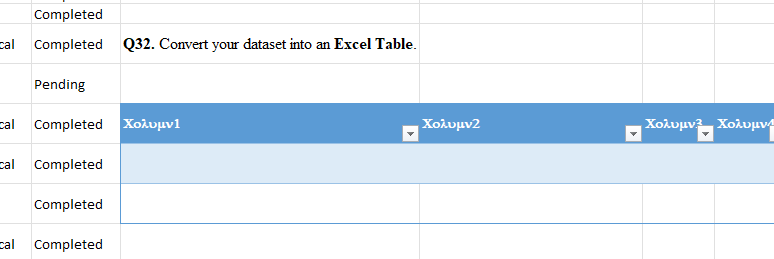 Completed
cal Completed Q32. Convert your dataset into an Excel Table.
Pending
cal Completed Χολυμν1 Χολυμν2 Χολυμν3 Χολυμν4
cal Completed
Completed
cal Completed